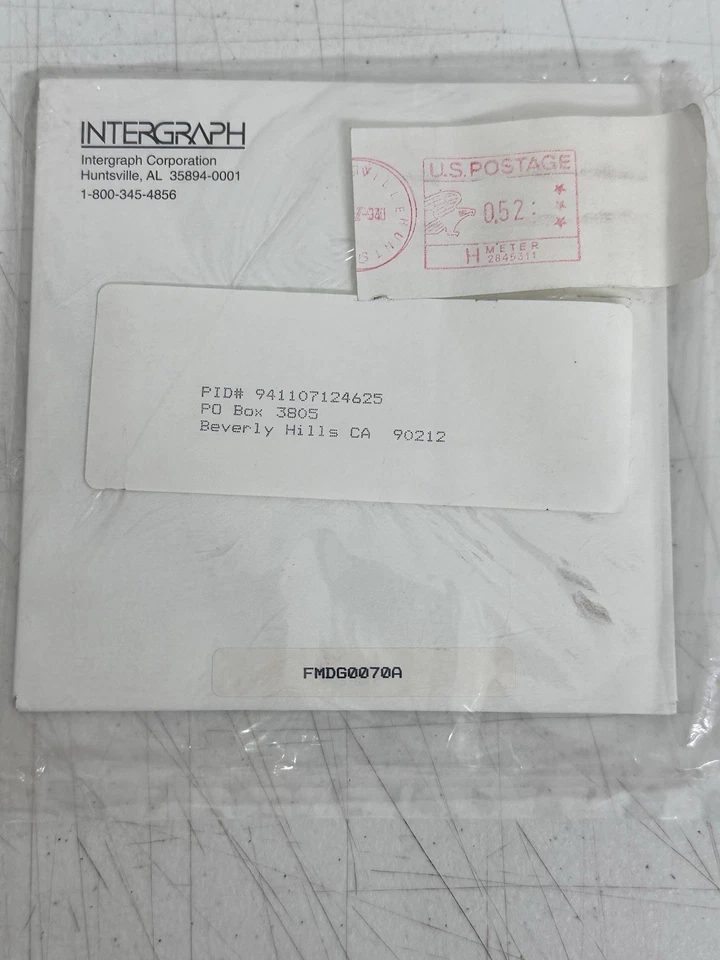 INTERGRAPH
Intergraph Corporation
Huntsville, AL 35894-0001
1-800-345-4856
U.S. POSTAGE
0.52
H METER
PID# 941107124625
PO Box 3805
Beverly Hills CA 90212
FMDG0070A